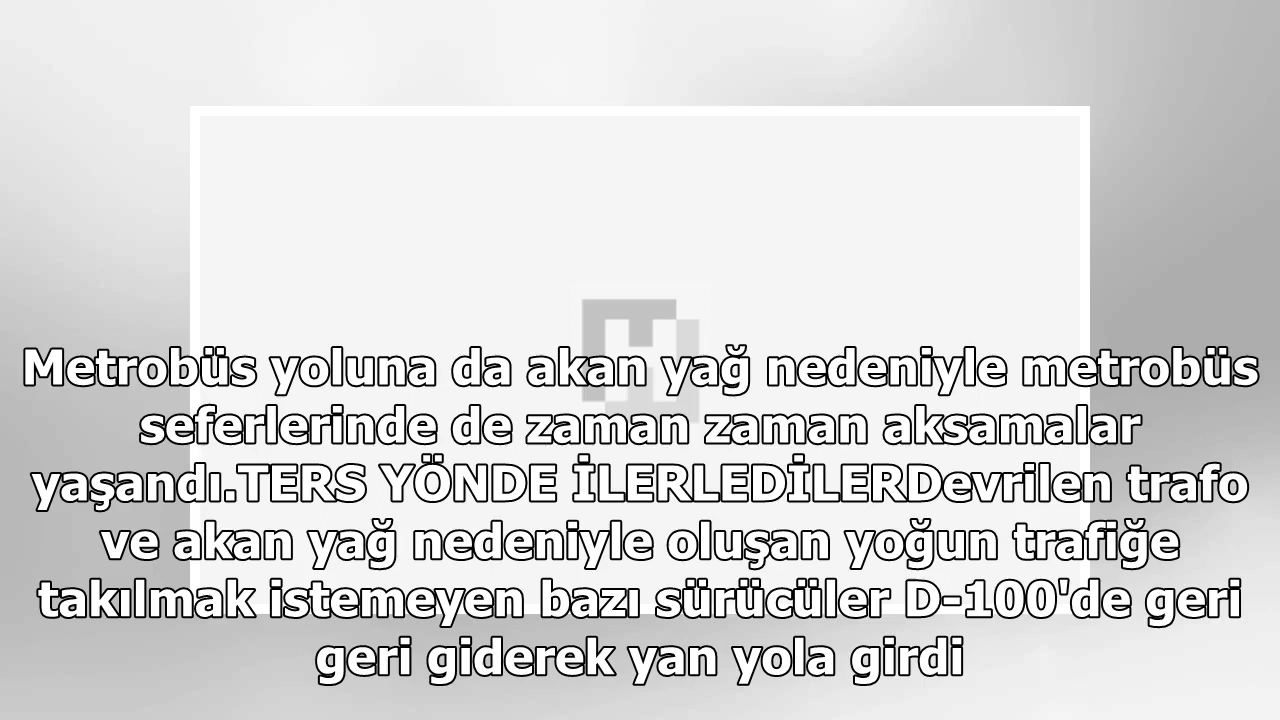 Metrobüs yoluna da akan yağ nedeniyle metrobüs
seferlerinde de zaman zaman aksamalar
yaşandı.TERS YÖNDE İLERLEDİLERDevrilen trafo
ve akan yağ nedeniyle oluşan yoğun trafiğe
takılmak istemeyen bazı sürücüler D-100'de geri
geri giderek yan yola girdi